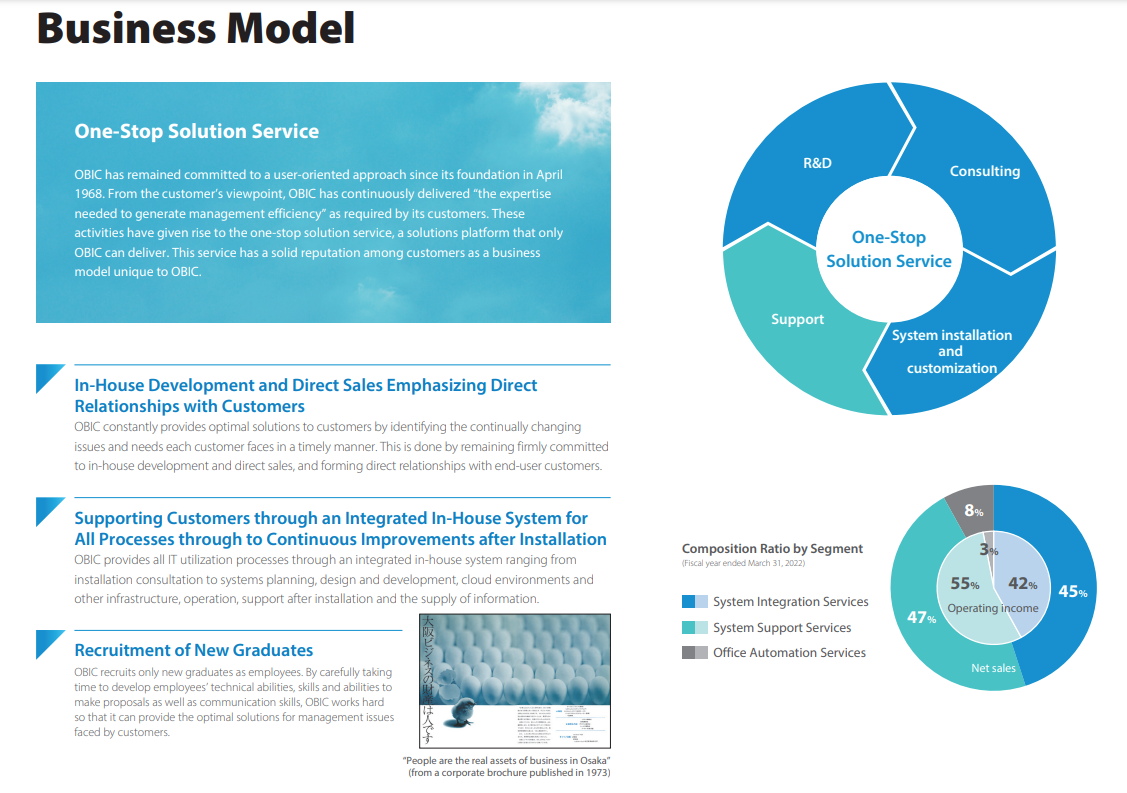 Business Model
One-Stop Solution Service
OBIC has remained committed to a user-oriented approach since its foundation in April
1968. From the customer’s viewpoint, OBIC has continuously delivered “the expertise
needed to generate management efficiency” as required by its customers. These
activities have given rise to the one-stop solution service, a solutions platform that only
OBIC can deliver. This service has a solid reputation among customers as a business
model unique to OBIC.
In-House Development and Direct Sales Emphasizing Direct
Relationships with Customers
OBIC constantly provides optimal solutions to customers by identifying the continually changing
issues and needs each customer faces in a timely manner. This is done by remaining firmly committed
to in-house development and direct sales, and forming direct relationships with end-user customers.
Supporting Customers through an Integrated In-House System for
All Processes through to Continuous Improvements after Installation
OBIC provides all IT utilization processes through an integrated in-house system ranging from
installation consultation to systems planning, design and development, cloud environments and
other infrastructure, operation, support after installation and the supply of information.
Recruitment of New Graduates
OBIC recruits only new graduates as employees. By carefully taking
time to develop employees’ technical abilities, skills and abilities to
make proposals as well as communication skills, OBIC works hard
so that it can provide the optimal solutions for management issues
faced by customers.
大阪ビジネスの財産は人です
“People are the real assets of business in Osaka”
(from a corporate brochure published in 1973)
R&D
Consulting
One-Stop
Solution Service
Support
System installation
and
customization
Composition Ratio by Segment
(Fiscal year ended March 31, 2022)
System Integration Services
System Support Services
Office Automation Services
8%
3%
55%
42%
45%
Operating income
47%
Net sales